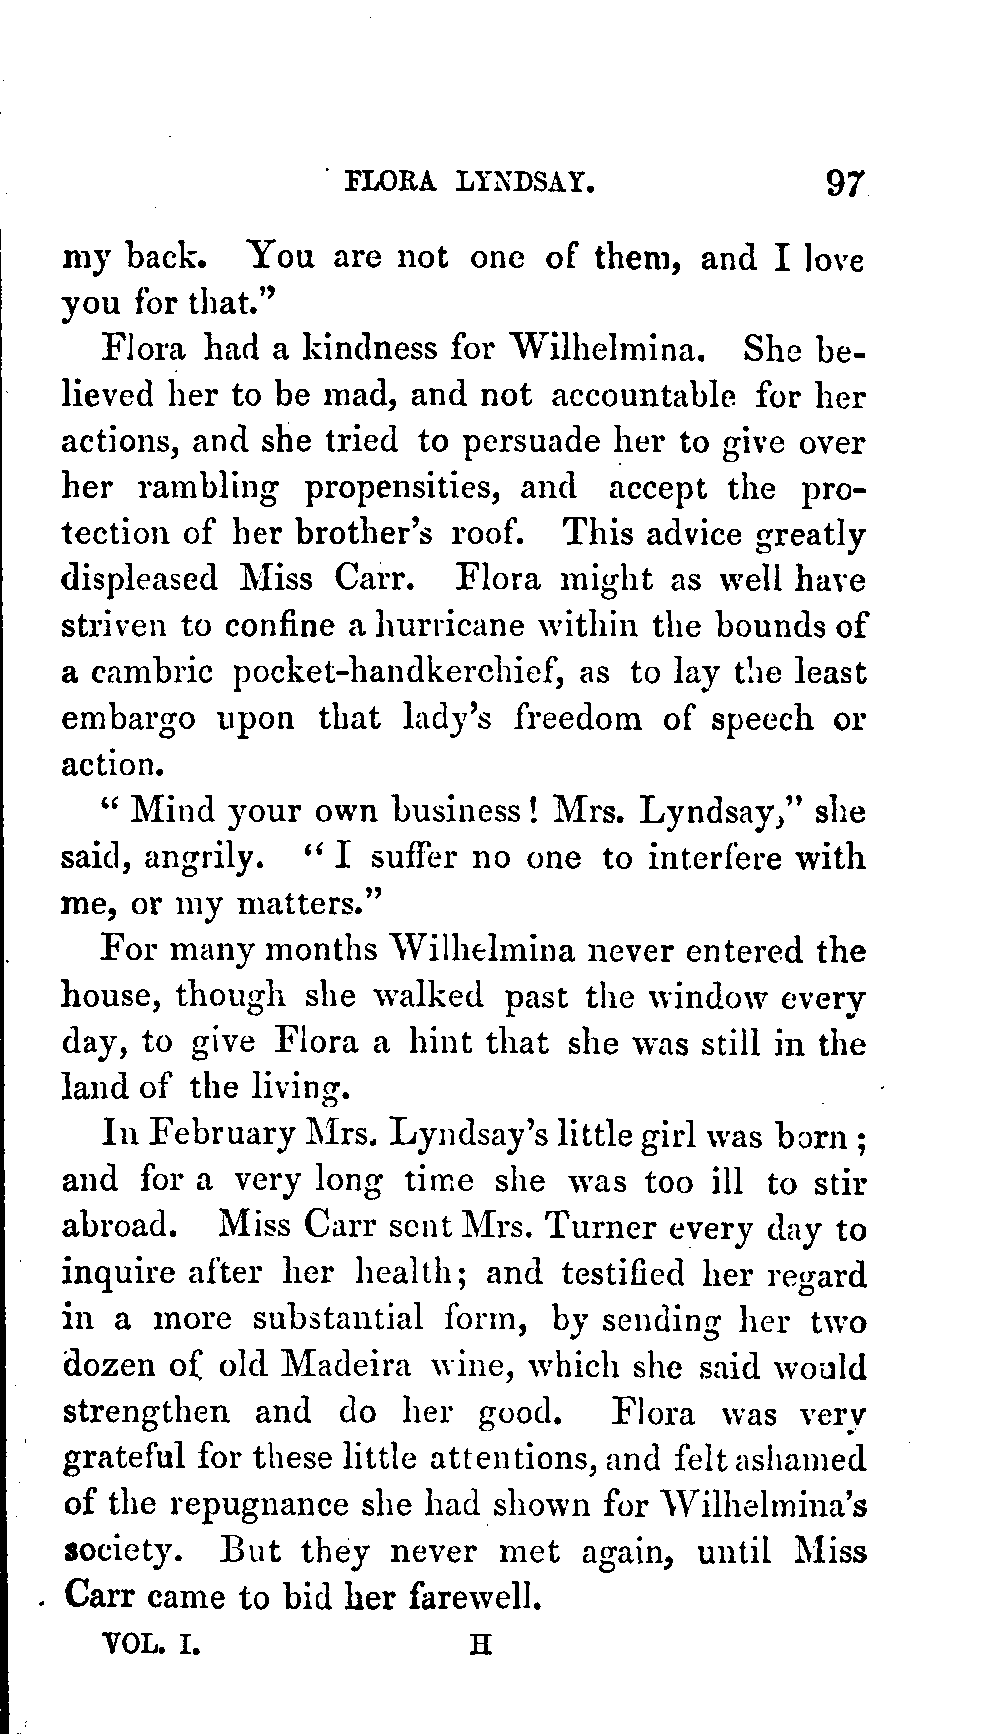 FLORA LYNDSAY. 97
my back. You are not one of them, and I love
you for that.”
Flora had a kindness for Wilhelmina. She be-
lieved her to be mad, and not accountable for her
actions, and she tried to persuade her to give over
her rambling propensities, and accept the pro-
tection of her brother’s roof. This advice greatly
displeased Miss Carr. Flora might as well have
striven to confine a hurricane within the bounds of
a cambric pocket-handkerchief, as to lay the least
embargo upon that lady’s freedom of speech or
action.
“ Mind your own business! Mrs. Lyndsay,” she
said, angrily. “ I suffer no one to interfere with
me, or my matters.”
For many months Wilhelmina never entered the
house, though she walked past the window every
day, to give Flora a hint that she was still in the
land of the living.
In February Mrs. Lyndsay’s little girl was born ;
and for a very long time she was too ill to stir
abroad. Miss Carr sent Mrs. Turner every day to
inquire after her health; and testified her regard
in a more substantial form, by sending her two
dozen of old Madeira wine, which she said would
strengthen and do her good. Flora was very
grateful for these little attentions, and felt ashamed
of the repugnance she had shown for Wilhelmina’s
society. But they never met again, until Miss
Carr came to bid her farewell.
VOL. I. H